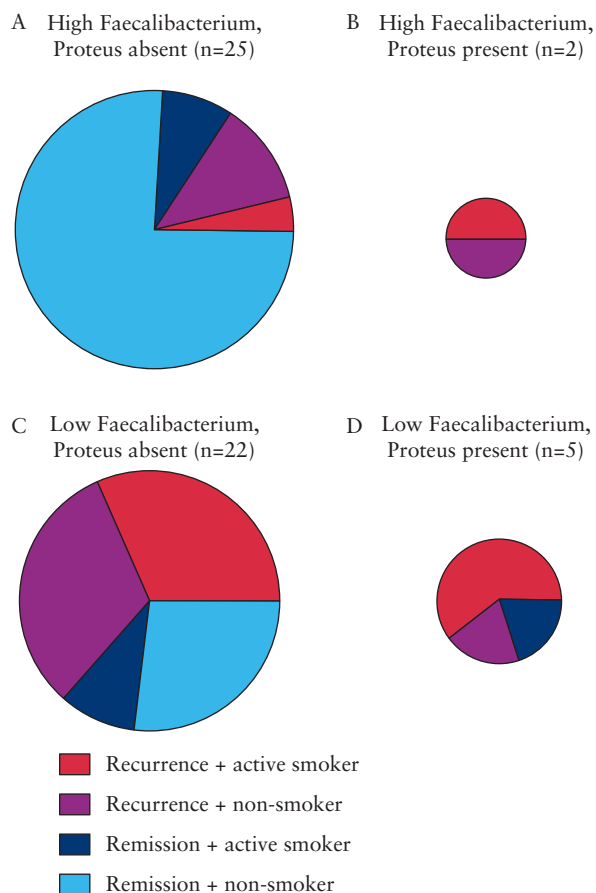 A High Faecalibacterium,
Proteus absent (n=25)
B High Faecalibacterium,
Proteus present (n=2)
C Low Faecalibacterium,
Proteus absent (n=22)
D Low Faecalibacterium,
Proteus present (n=5)
Recurrence + active smoker
Recurrence + non-smoker
Remission + active smoker
Remission + non-smoker